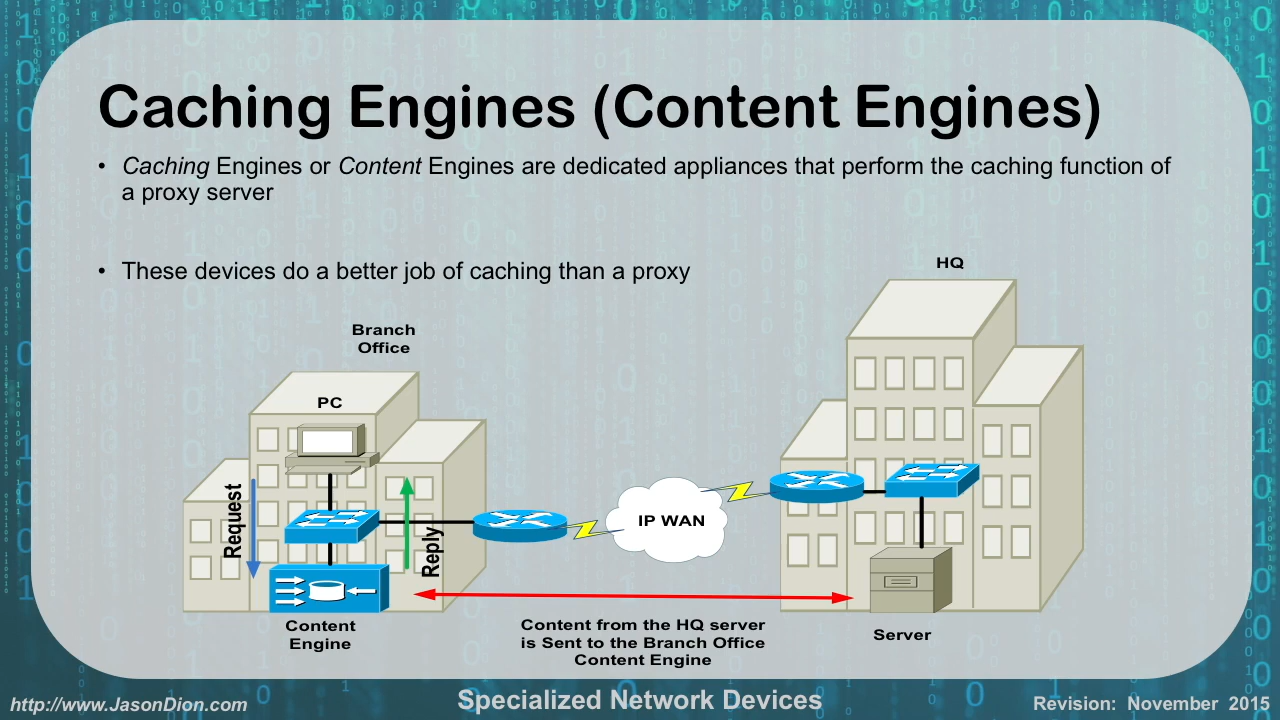 Caching Engines (Content Engines)
• Caching Engines or Content Engines are dedicated appliances that perform the caching function of
a proxy server
• These devices do a better job of caching than a proxy
HQ
Branch
Office
PC
Request
Reply
IP WAN
Content
Engine
Content from the HQ server
is Sent to the Branch Office
Content Engine
Server
http://www.JasonDion.com
Specialized Network Devices
Revision: November 2015